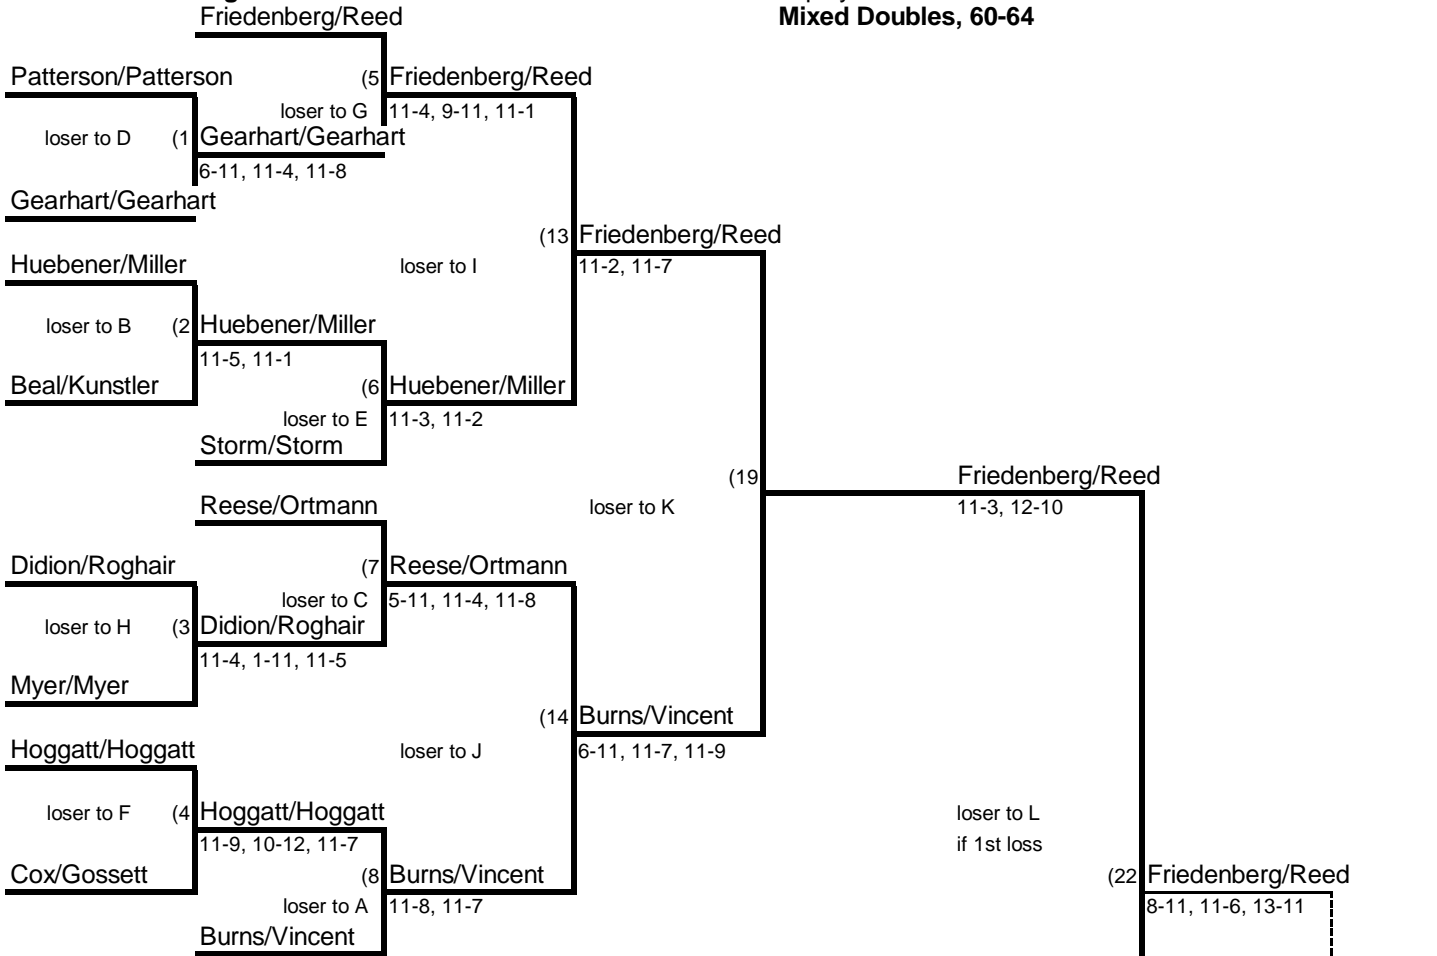 Friedenberg/Reed
Mixed Doubles, 60-64
Patterson/Patterson
(5 Friedenberg/Reed
loser to G 11-4, 9-11, 11-1
loser to D (1 Gearhart/Gearhart
6-11, 11-4, 11-8
Gearhart/Gearhart
(13 Friedenberg/Reed
Huebener/Miller
loser to I 11-2, 11-7
loser to B (2 Huebener/Miller
11-5, 11-1
Beal/Kunstler
(6 Huebener/Miller
loser to E 11-3, 11-2
Storm/Storm
(19 Friedenberg/Reed
Reese/Ortmann
loser to K 11-3, 12-10
Didion/Roghair
(7 Reese/Ortmann
loser to C 5-11, 11-4, 11-8
loser to H (3 Didion/Roghair
11-4, 1-11, 11-5
Myer/Myer
(14 Burns/Vincent
Hoggatt/Hoggatt
loser to J 6-11, 11-7, 11-9
loser to F (4 Hoggatt/Hoggatt
loser to L
11-9, 10-12, 11-7
if 1st loss
Cox/Gossett
(8 Burns/Vincent
(22 Friedenberg/Reed
loser to A 11-8, 11-7
8-11, 11-6, 13-11
Burns/Vincent